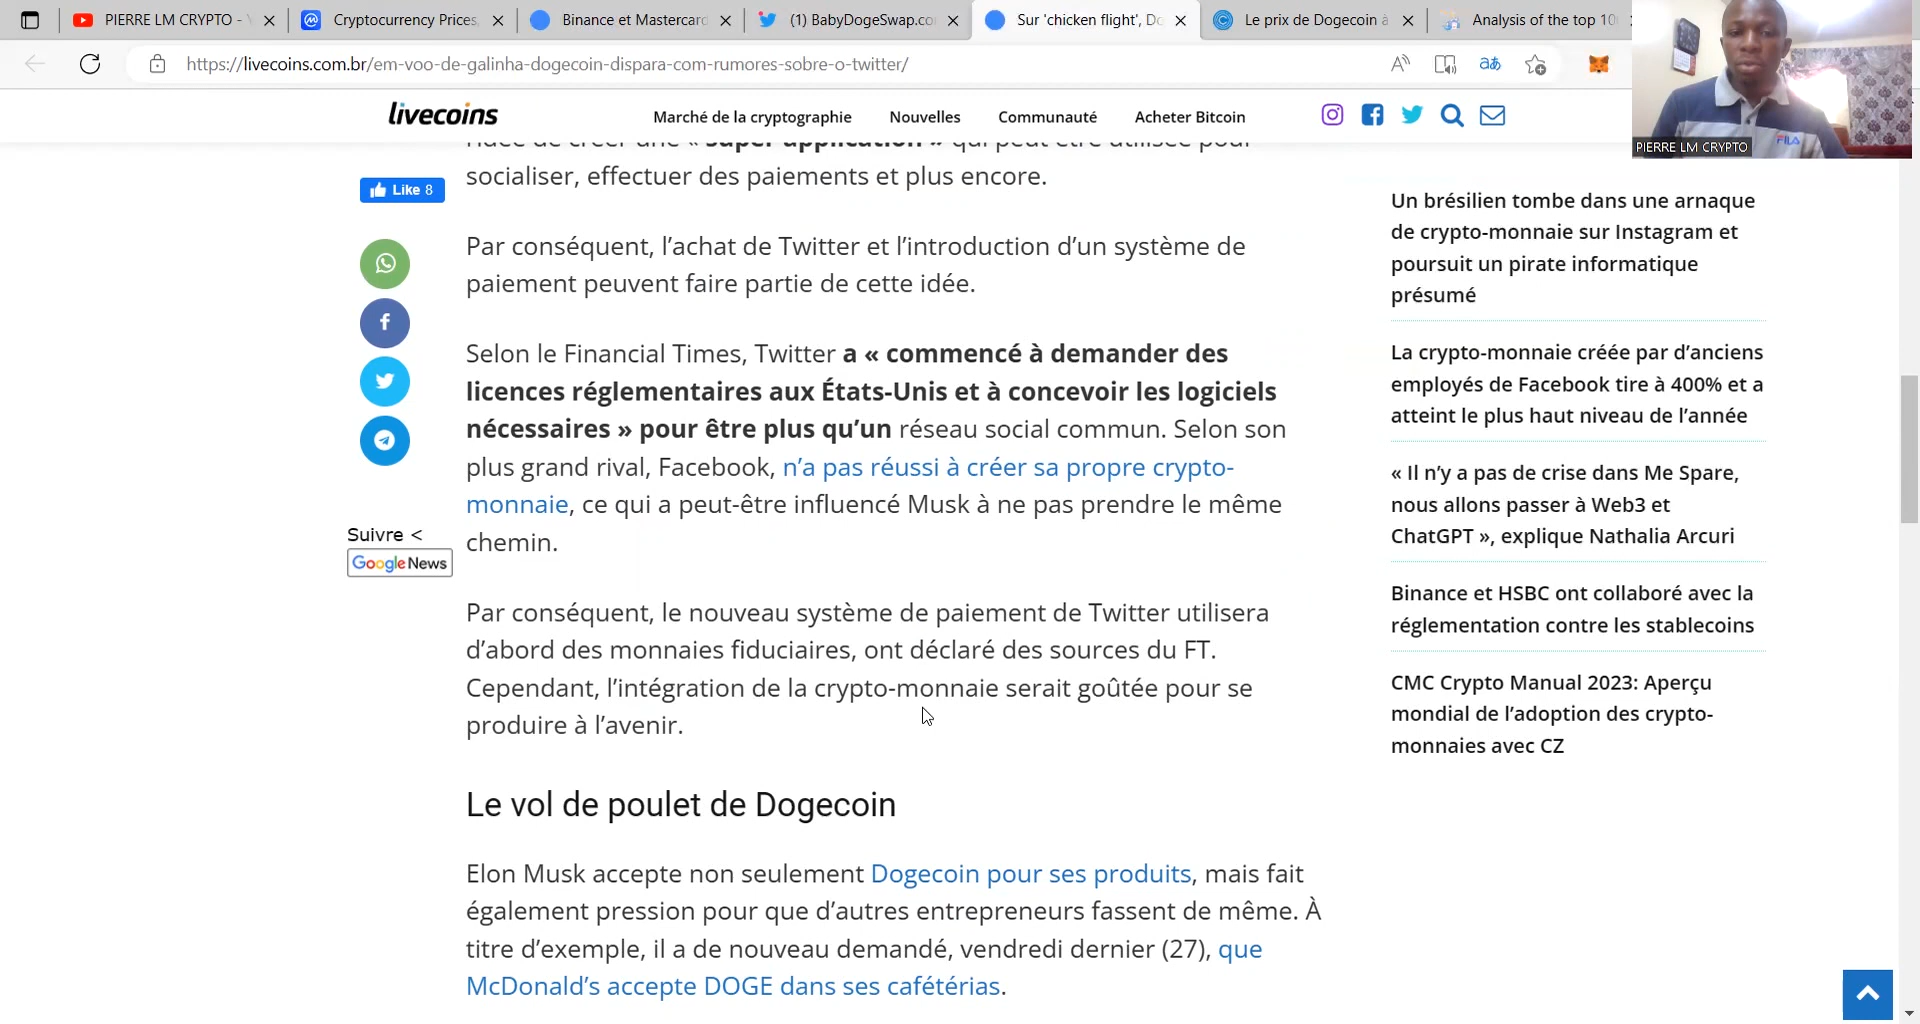 PIERRE LM CRYPTO - Y
Cryptocurrency Prices,
Binance et Mastercard
(1) BabyDogeSwap.co
Sur 'chicken flight', Do
Le prix de Dogecoin à
Analysis of the top 10
https://livecoins.com.br/em-voo-de-galinha-dogecoin-dispara-com-rumores-sobre-o-twitter/
PIERRE LM CRYPTO
FILA
livecoins
Marché de la cryptographie
Nouvelles
Communauté
Acheter Bitcoin
Like 8
l'idée de créer une « super application » qui peut être utilisée pour
socialiser, effectuer des paiements et plus encore.
Par conséquent, l'achat de Twitter et l'introduction d'un système de
paiement peuvent faire partie de cette idée.
Selon le Financial Times, Twitter a « commencé à demander des
licences réglementaires aux États-Unis et à concevoir les logiciels
nécessaires » pour être plus qu'un réseau social commun. Selon son
plus grand rival, Facebook, n'a pas réussi à créer sa propre crypto-
monnaie, ce qui a peut-être influencé Musk à ne pas prendre le même
chemin.
Suivre <
Google News
Par conséquent, le nouveau système de paiement de Twitter utilisera
d'abord des monnaies fiduciaires, ont déclaré des sources du FT.
Cependant, l'intégration de la crypto-monnaie serait goûtée pour se
produire à l'avenir.
Le vol de poulet de Dogecoin
Elon Musk accepte non seulement Dogecoin pour ses produits, mais fait
également pression pour que d'autres entrepreneurs fassent de même. À
titre d'exemple, il a de nouveau demandé, vendredi dernier (27), que
McDonald's accepte DOGE dans ses cafétérias.
Un brésilien tombe dans une arnaque
de crypto-monnaie sur Instagram et
poursuit un pirate informatique
présumé
La crypto-monnaie créée par d'anciens
employés de Facebook tire à 400% et a
atteint le plus haut niveau de l'année
« Il n'y a pas de crise dans Me Spare,
nous allons passer à Web3 et
ChatGPT », explique Nathalia Arcuri
Binance et HSBC ont collaboré avec la
réglementation contre les stablecoins
CMC Crypto Manual 2023: Aperçu
mondial de l'adoption des crypto-
monnaies avec CZ